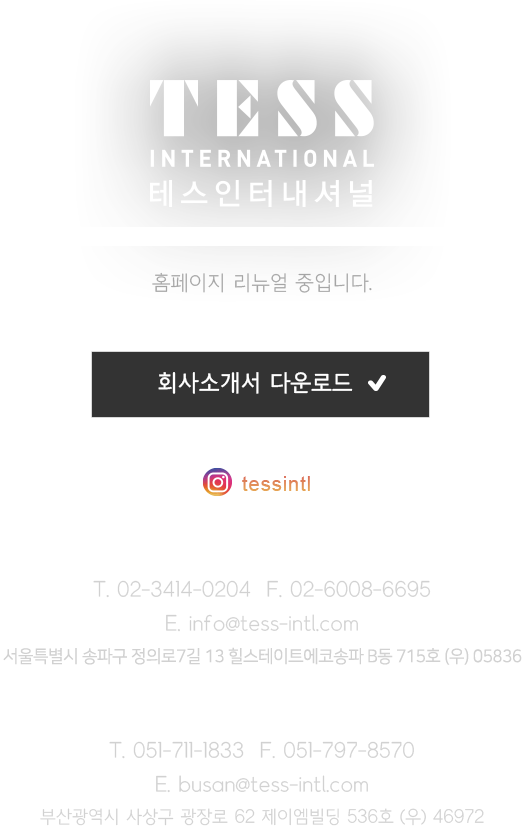 TESS
INTERNATIONAL
테스인터내셔널
홈페이지 리뉴얼 중입니다.
회사소개서 다운로드
tessintl
T. 02-3414-0204 F. 02-6008-6695
E. info@tess-intl.com
서울특별시 송파구 정의로7길 13 힐스테이트에코송파 B동 715호 (우) 05836
T. 051-711-1833 F. 051-797-8570
E. busan@tess-intl.com
부산광역시 사상구 광장로 62 제이엠빌딩 536호 (우) 46972